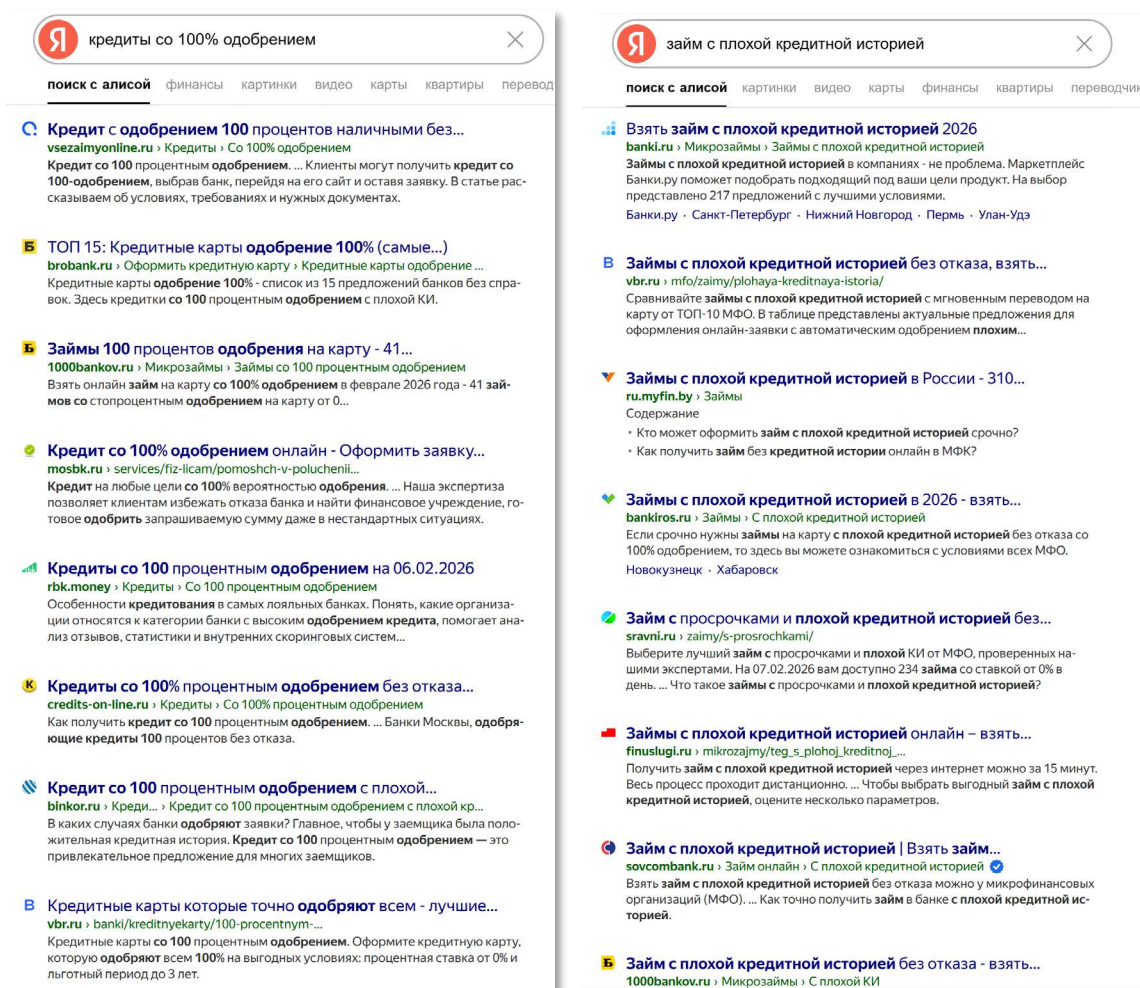 Я кредиты со 100% одобрением
поиск с алисой финансы картинки видео карты квартиры перевод
Кредит с одобрением 100 процентов наличными без...
vsezaimyonline.ru › Кредиты › Со 100% одобрением
Кредит со 100 процентным одобрением. ... Клиенты могут получить кредит со
100-одобрением, выбрав банк, перейдя на его сайт и оставя заявку. В статье рас-
сказываем об условиях, требованиях и нужных документах.
Б ТОП 15: Кредитные карты одобрение 100% (самые...)
brobank.ru › Оформить кредитную карту › Кредитные карты одобрение ...
Кредитные карты одобрение 100% - список из 15 предложений банков без спра-
вок. Здесь кредитки со 100 процентным одобрением с плохой КИ.
Б Займы 100 процентов одобрения на карту - 41...
1000bankov.ru › Микрозаймы › Займы со 100 процентным одобрением
Взять онлайн займ на карту со 100% одобрением в феврале 2026 года - 41 зай-
мов со стопроцентным одобрением на карту от 0...
Кредит со 100% одобрением онлайн - Оформить заявку...
mosbk.ru › services/fiz-licam/pomoshch-v-poluchenii...
Кредит на любые цели со 100% вероятностью одобрения. ... Наша экспертиза
позволяет клиентам избежать отказа банка и найти финансовое учреждение, го-
товое одобрить запрашиваемую сумму даже в нестандартных ситуациях.
Кредиты со 100 процентным одобрением на 06.02.2026
rbk.money › Кредиты › Со 100 процентным одобрением
Особенности кредитования в самых лояльных банках. Понять, какие организа-
ции относятся к категории банки с высоким одобрением кредита, помогает ана-
лиз отзывов, статистики и внутренних скоринговых систем...
К Кредиты со 100% процентным одобрением без отказа...
credits-on-line.ru › Кредиты › Со 100% процентным одобрением
Как получить кредит со 100 процентным одобрением. ... Банки Москвы, одобря-
ющие кредиты 100 процентов без отказа.
Кредит со 100 процентным одобрением с плохой...
binkor.ru › Креди... › Кредит со 100 процентным одобрением с плохой кр...
В каких случаях банки одобряют заявки? Главное, чтобы у заемщика была поло-
жительная кредитная история. Кредит со 100 процентным одобрением — это
привлекательное предложение для многих заемщиков.
В Кредитные карты которые точно одобряют всем - лучшие...
vbr.ru › banki/kreditnyekarty/100-procentnym-...
Кредитные карты со 100 процентным одобрением. Оформите кредитную карту,
которую одобряют всем 100% на выгодных условиях: процентная ставка от 0% и
льготный период до 3 лет.
Я займ с плохой кредитной историей
поиск с алисой картинки видео карты финансы квартиры переводчик
Взять займ с плохой кредитной историей 2026
banki.ru › Микрозаймы › Займы с плохой кредитной историей
Займы с плохой кредитной историей в компаниях - не проблема. Маркетплейс
Банки.ру поможет подобрать подходящий под ваши цели продукт. На выбор
представлено 217 предложений с лучшими условиями.
Банки.ру · Санкт-Петербург · Нижний Новгород · Пермь · Улан-Удэ
В Займы с плохой кредитной историей без отказа, взять...
vbr.ru › mfo/zaimy/plohaya-kreditnaya-istoria/
Сравнивайте займы с плохой кредитной историей с мгновенным переводом на
карту от ТОП-10 МФО. В таблице представлены актуальные предложения для
оформления онлайн-заявки с автоматическим одобрением плохим...
Займы с плохой кредитной историей в России - 310...
ru.myfin.by › Займы
Содержание
• Кто может оформить займ с плохой кредитной историей срочно?
• Как получить займ без кредитной истории онлайн в МФК?
Займы с плохой кредитной историей в 2026 - взять...
bankiros.ru › Займы › С плохой кредитной историей
Если срочно нужны займы на карту с плохой кредитной историей без отказа со
100% одобрением, то здесь вы можете ознакомиться с условиями всех МФО.
Новокузнецк · Хабаровск
Займ с просрочками и плохой кредитной историей без...
sravni.ru › zaimy/s-prosrochkami/
Выберите лучший займ с просрочками и плохой КИ от МФО, проверенных на-
шими экспертами. На 07.02.2026 вам доступно 234 займа со ставкой от 0% в
день. ... Что такое займы с просрочками и плохой кредитной историей?
Займы с плохой кредитной историей онлайн – взять...
finuslugi.ru › mikrozajmy/teg_s_plohoj_kreditnoj_...
Получить займ с плохой кредитной историей через интернет можно за 15 минут.
Весь процесс проходит дистанционно. ... Чтобы выбрать выгодный займ с плохой
кредитной историей, оцените несколько параметров.
Займ с плохой кредитной историей | Взять займ...
sovcombank.ru › Займ онлайн › С плохой кредитной историей
Взять займ с плохой кредитной историей без отказа можно у микрофинансовых
организаций (МФО). ... Как точно получить займ в банке с плохой кредитной ис-
торией.
Б Займ с плохой кредитной историей без отказа - взять...
1000bankov.ru › Микрозаймы › С плохой КИ